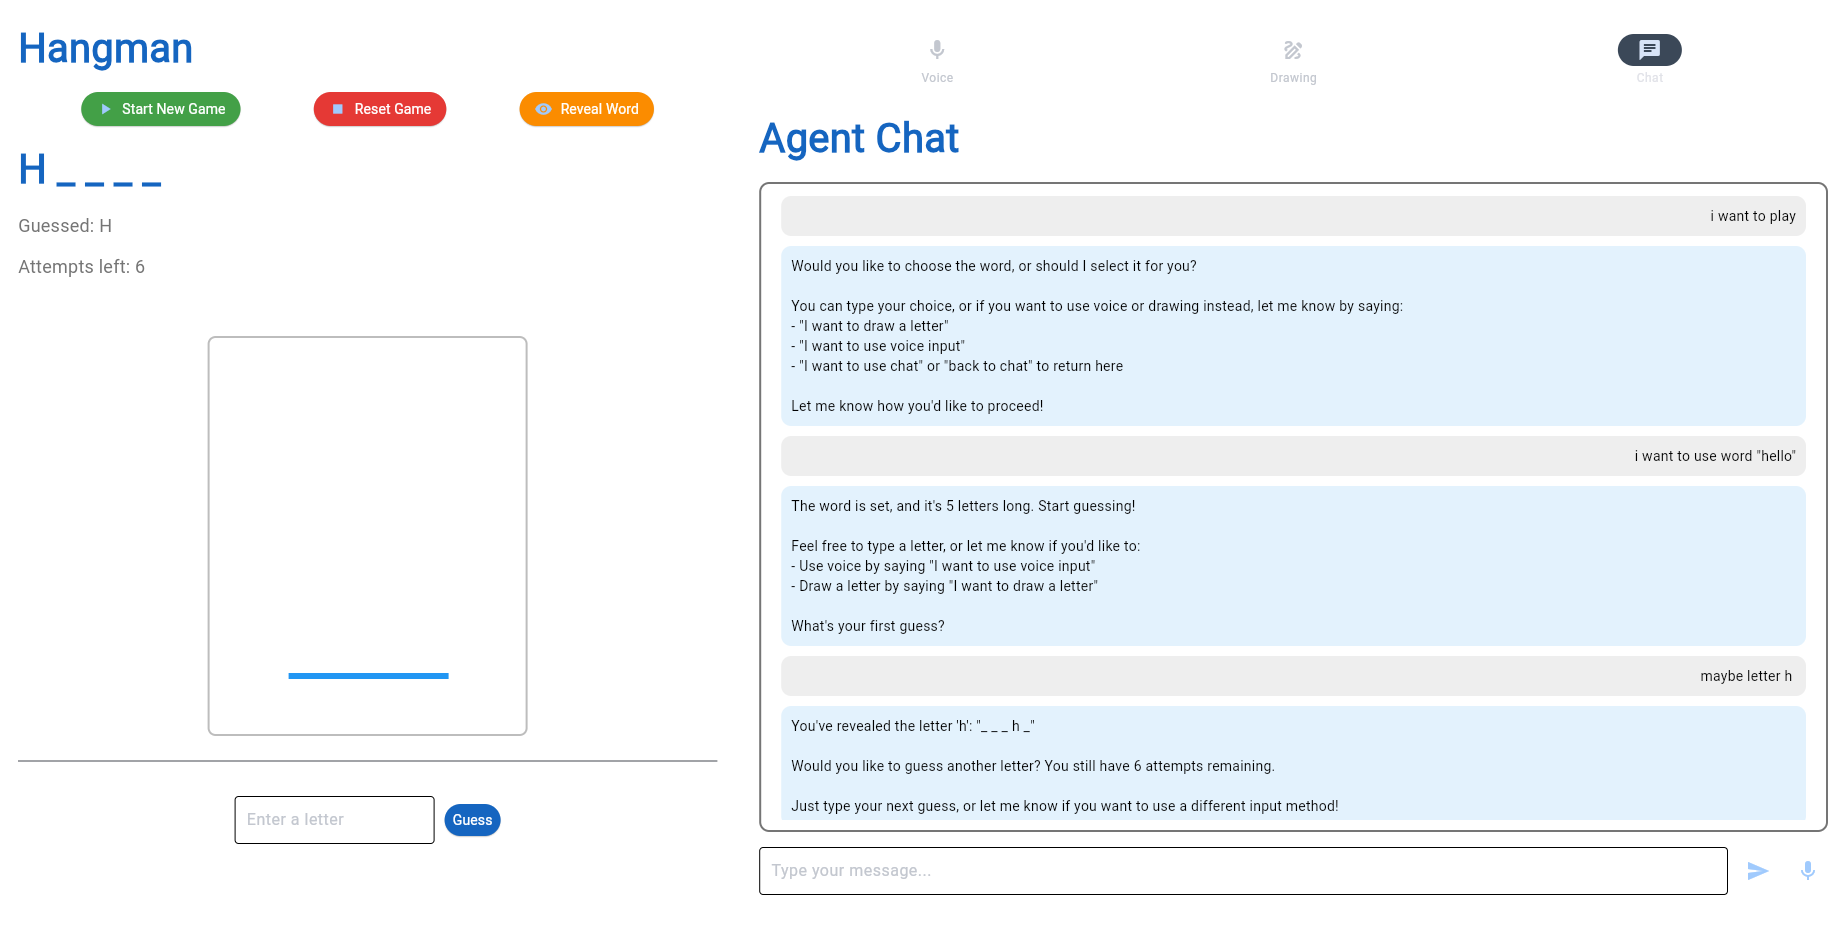 Hangman
Start New Game
Reset Game
Reveal Word
H _ _ _ _
Guessed: H
Attempts left: 6
Enter a letter
Guess
Voice
Drawing
Chat
Agent Chat
i want to play
Would you like to choose the word, or should I select it for you?
You can type your choice, or if you want to use voice or drawing instead, let me know by saying:
- "I want to draw a letter"
- "I want to use voice input"
- "I want to use chat" or "back to chat" to return here
Let me know how you'd like to proceed!
i want to use word "hello"
The word is set, and it's 5 letters long. Start guessing!
Feel free to type a letter, or let me know if you'd like to:
- Use voice by saying "I want to use voice input"
- Draw a letter by saying "I want to draw a letter"
What's your first guess?
maybe letter h
You've revealed the letter 'h': "_ _ _ h _"
Would you like to guess another letter? You still have 6 attempts remaining.
Just type your next guess, or let me know if you want to use a different input method!
Type your message...